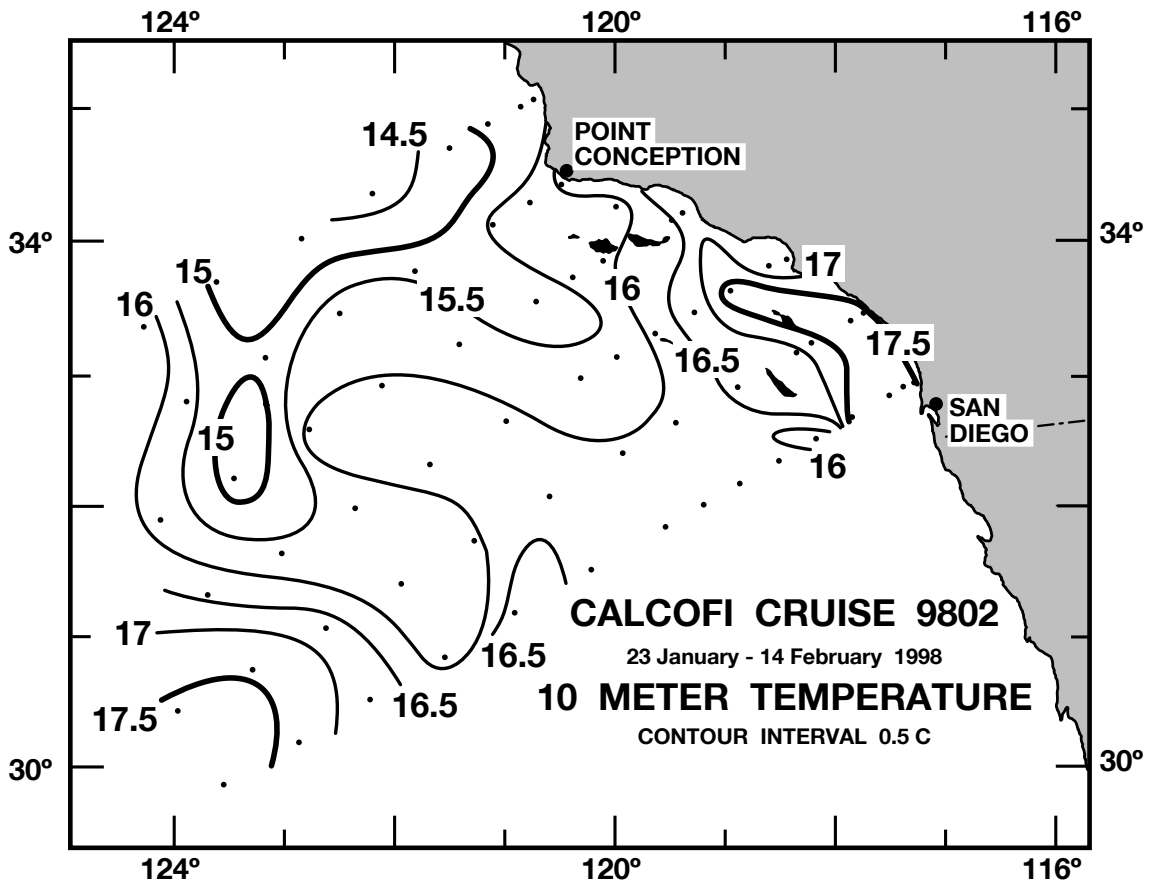 124º 120º 116º
14.5
POINT
CONCEPTION
34º 34º
15 17
16 15.5 16
16.5 17.5
15 SAN
DIEGO
16
CALCOFI CRUISE 9802
17
16.5 23 January - 14 February 1998
17.5 16.5 10 METER TEMPERATURE
CONTOUR INTERVAL 0.5 C
30º 30º
124º 120º 116º